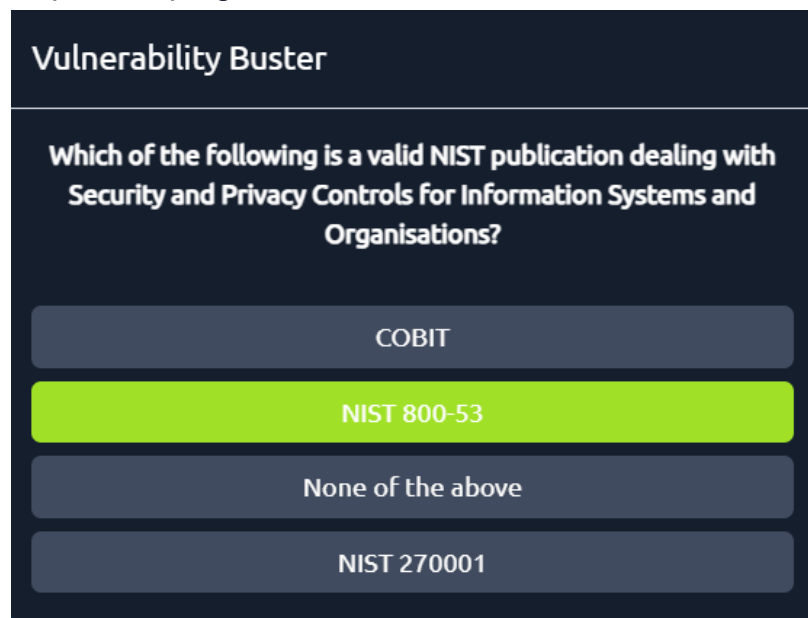 Vulnerability Buster
Which of the following is a valid NIST publication dealing with
Security and Privacy Controls for Information Systems and
Organisations?
COBIT
NIST 800-53
None of the above
NIST 270001